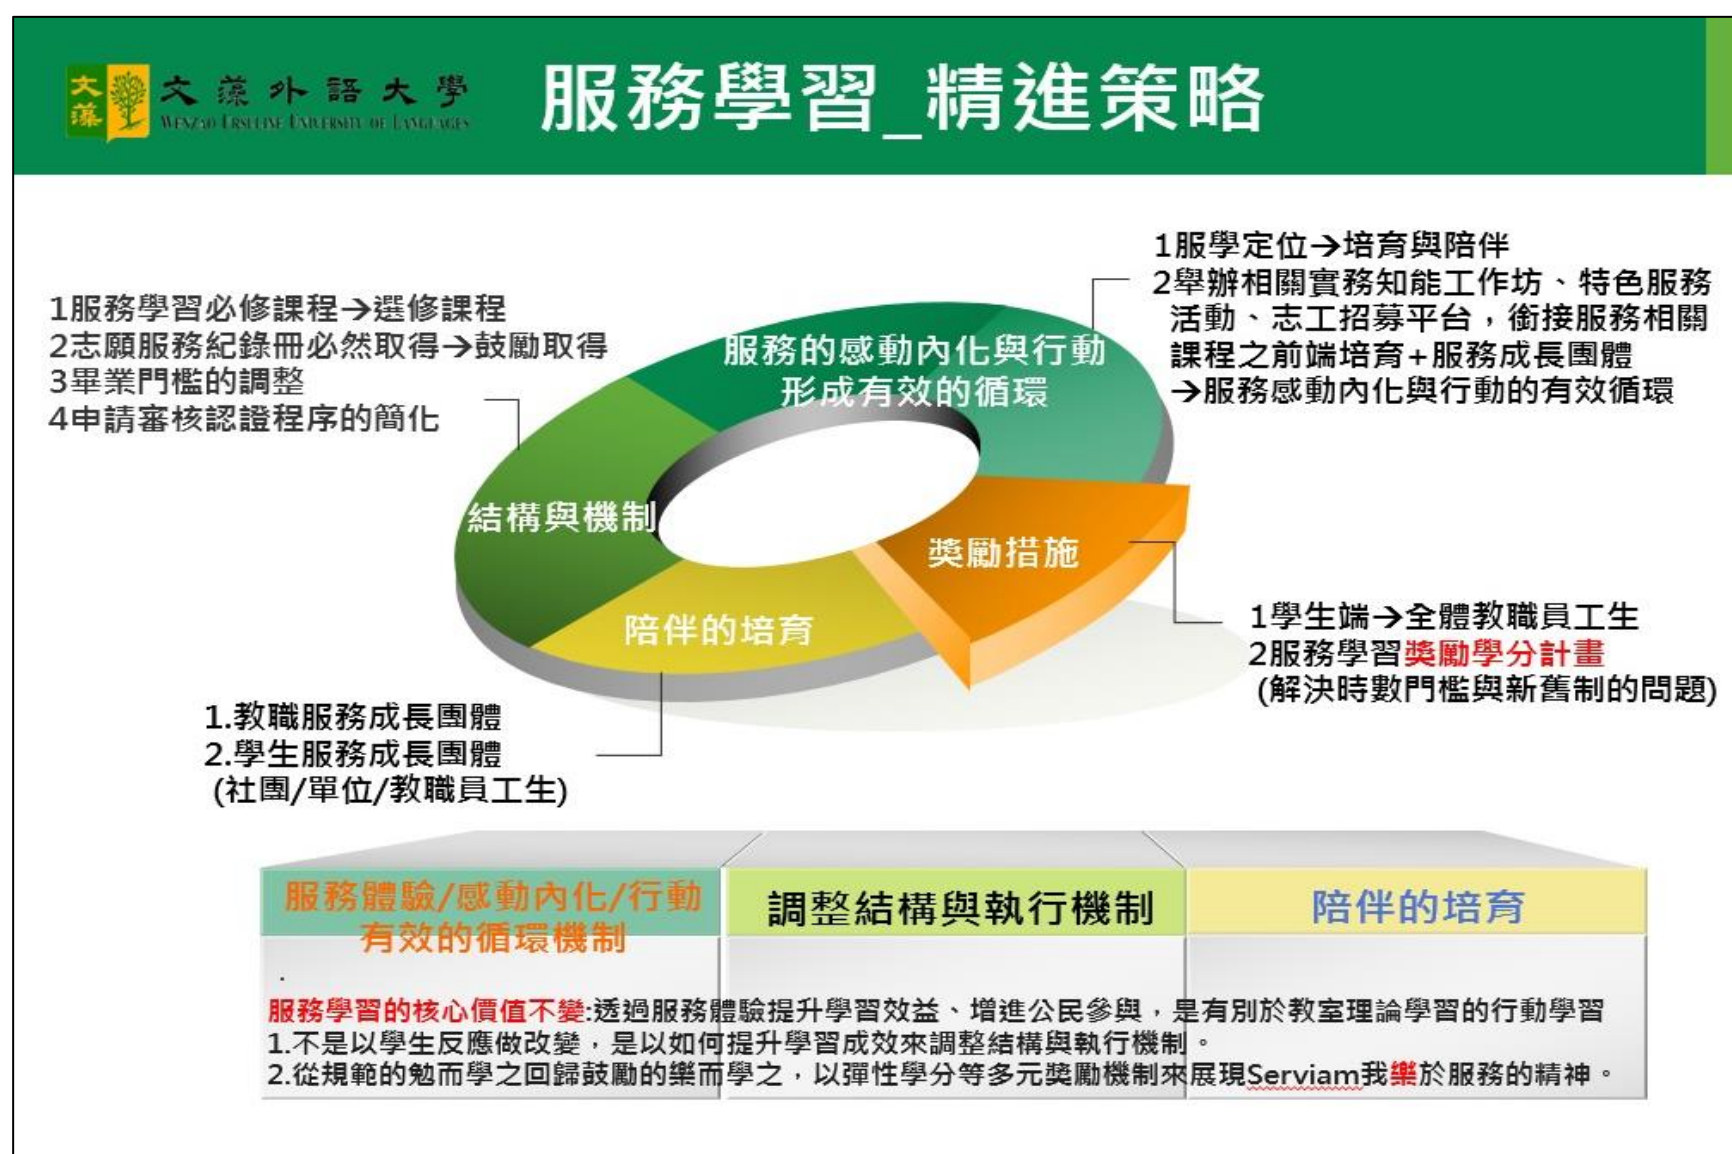 文藻
文藻外語大學
WENZAO URSULINE UNIVERSITY OF LANGUAGES
服務學習_精進策略
1服務學習必修課程→選修課程
2志願服務紀錄冊必然取得→鼓勵取得
3畢業門檻的調整
4申請審核認證程序的簡化
1服學定位→培育與陪伴
2舉辦相關實務知能工作坊、特色服務
活動、志工招募平台，銜接服務相關
課程之前端培育+服務成長團體
→服務感動內化與行動的有效循環
服務的感動內化與行動
形成有效的循環
結構與機制
獎勵措施
陪伴的培育
1學生端→全體教職員工生
2服務學習獎勵學分計畫
(解決時數門檻與新舊制的問題)
1.教職服務成長團體
2.學生服務成長團體
(社團/單位/教職員工生)
服務體驗/感動內化/行動
有效的循環機制
調整結構與執行機制
陪伴的培育
.
服務學習的核心價值不變:透過服務體驗提升學習效益、增進公民參與，是有別於教室理論學習的行動學習
1.不是以學生反應做改變，是以如何提升學習成效來調整結構與執行機制。
2.從規範的勉而學之回歸鼓勵的樂而學之，以彈性學分等多元獎勵機制來展現Serviam我樂於服務的精神。